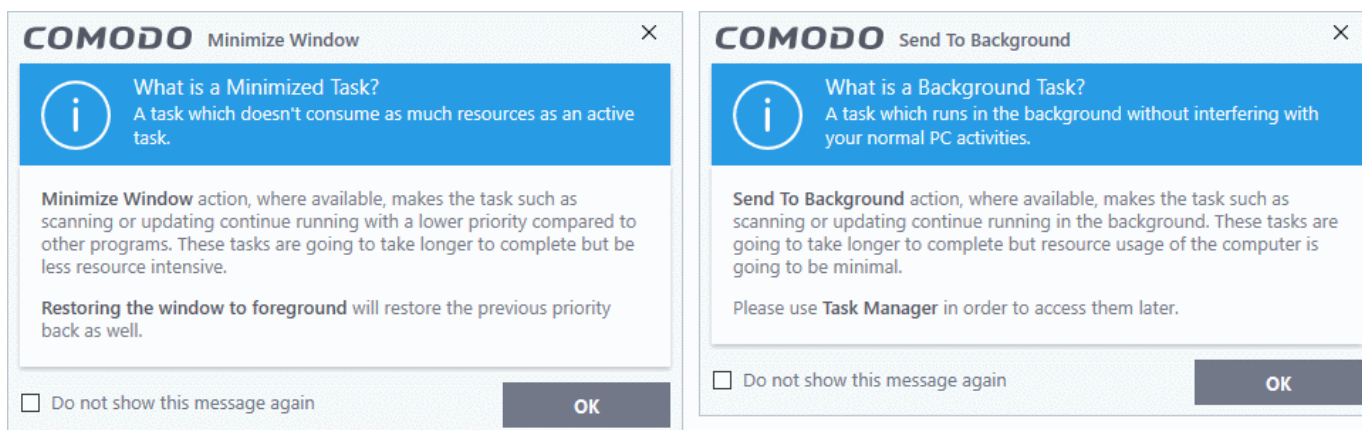 COMODO Minimize Window
What is a Minimized Task?
A task which doesn't consume as much resources as an active
task.
Minimize Window action, where available, makes the task such as
scanning or updating continue running with a lower priority compared to
other programs. These tasks are going to take longer to complete but be
less resource intensive.
Restoring the window to foreground will restore the previous priority
back as well.
Do not show this message again
OK
COMODO Send To Background
What is a Background Task?
A task which runs in the background without interfering with
your normal PC activities.
Send To Background action, where available, makes the task such as
scanning or updating continue running in the background. These tasks are
going to take longer to complete but resource usage of the computer is
going to be minimal.
Please use Task Manager in order to access them later.
Do not show this message again
OK